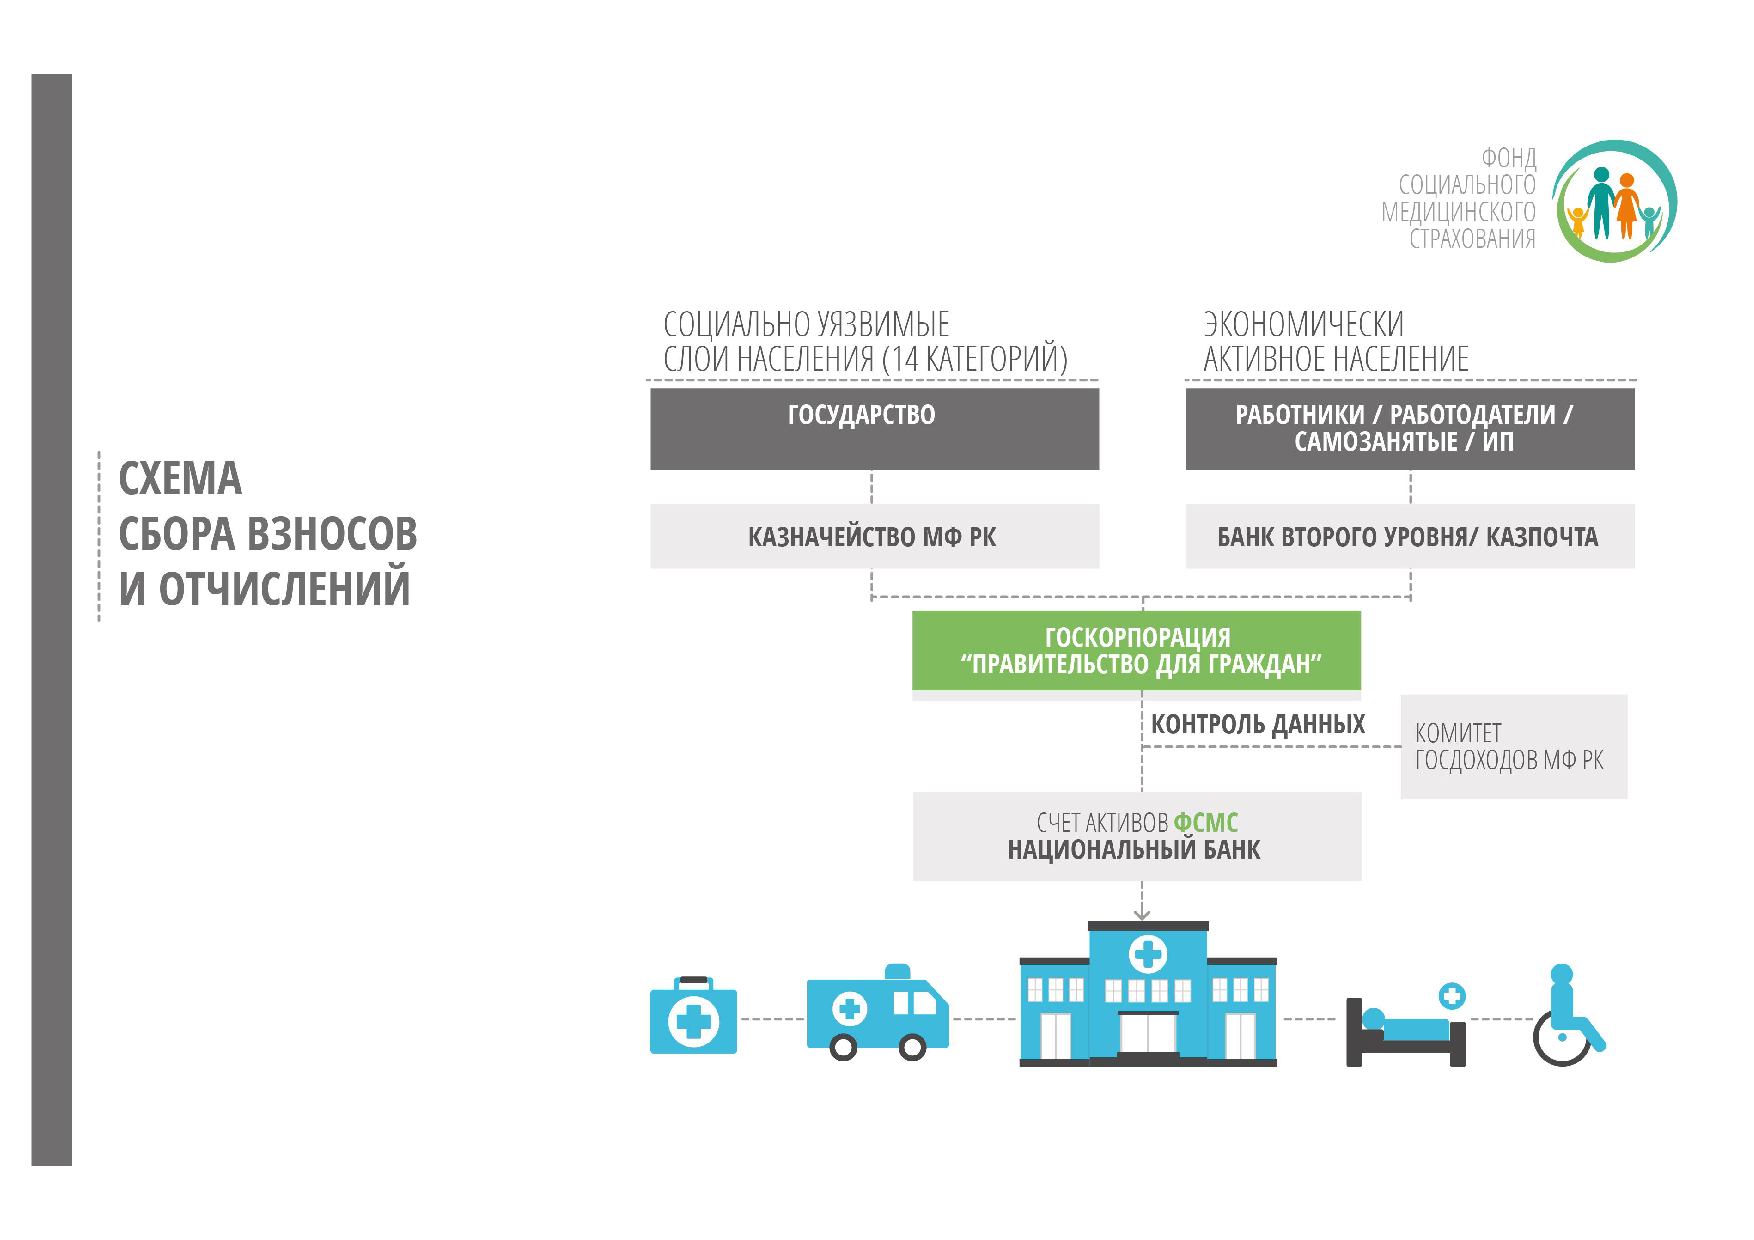 ФОНД
СОЦИАЛЬНОГО
МЕДИЦИНСКОГО
СТРАХОВАНИЯ
СХЕМА
СБОРА ВЗНОСОВ
И ОТЧИСЛЕНИЙ
СОЦИАЛЬНО УЯЗВИМЫЕ
СЛОИ НАСЕЛЕНИЯ (14 КАТЕГОРИЙ)
ГОСУДАРСТВО
КАЗНАЧЕЙСТВО МФ РК
ЭКОНОМИЧЕСКИ
АКТИВНОЕ НАСЕЛЕНИЕ
РАБОТНИКИ / РАБОТОДАТЕЛИ /
САМОЗАНЯТЫЕ / ИП
БАНК ВТОРОГО УРОВНЯ/ КАЗПОЧТА
ГОСКОРПОРАЦИЯ
“ПРАВИТЕЛЬСТВО ДЛЯ ГРАЖДАН”
КОНТРОЛЬ ДАННЫХ
КОМИТЕТ
ГОСДОХОДОВ МФ РК
СЧЕТ АКТИВОВ ФСМС
НАЦИОНАЛЬНЫЙ БАНК